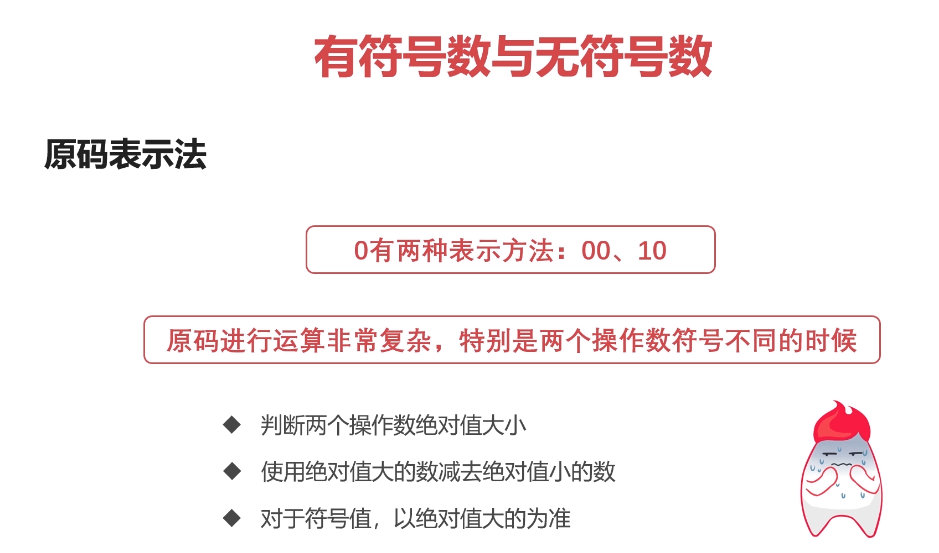 有符号数与无符号数
原码表示法
0有两种表示方法：00、10
原码进行运算非常复杂，特别是两个操作数符号不同的时候
◆ 判断两个操作数绝对值大小
◆ 使用绝对值大的数减去绝对值小的数
◆ 对于符号值，以绝对值大的为准